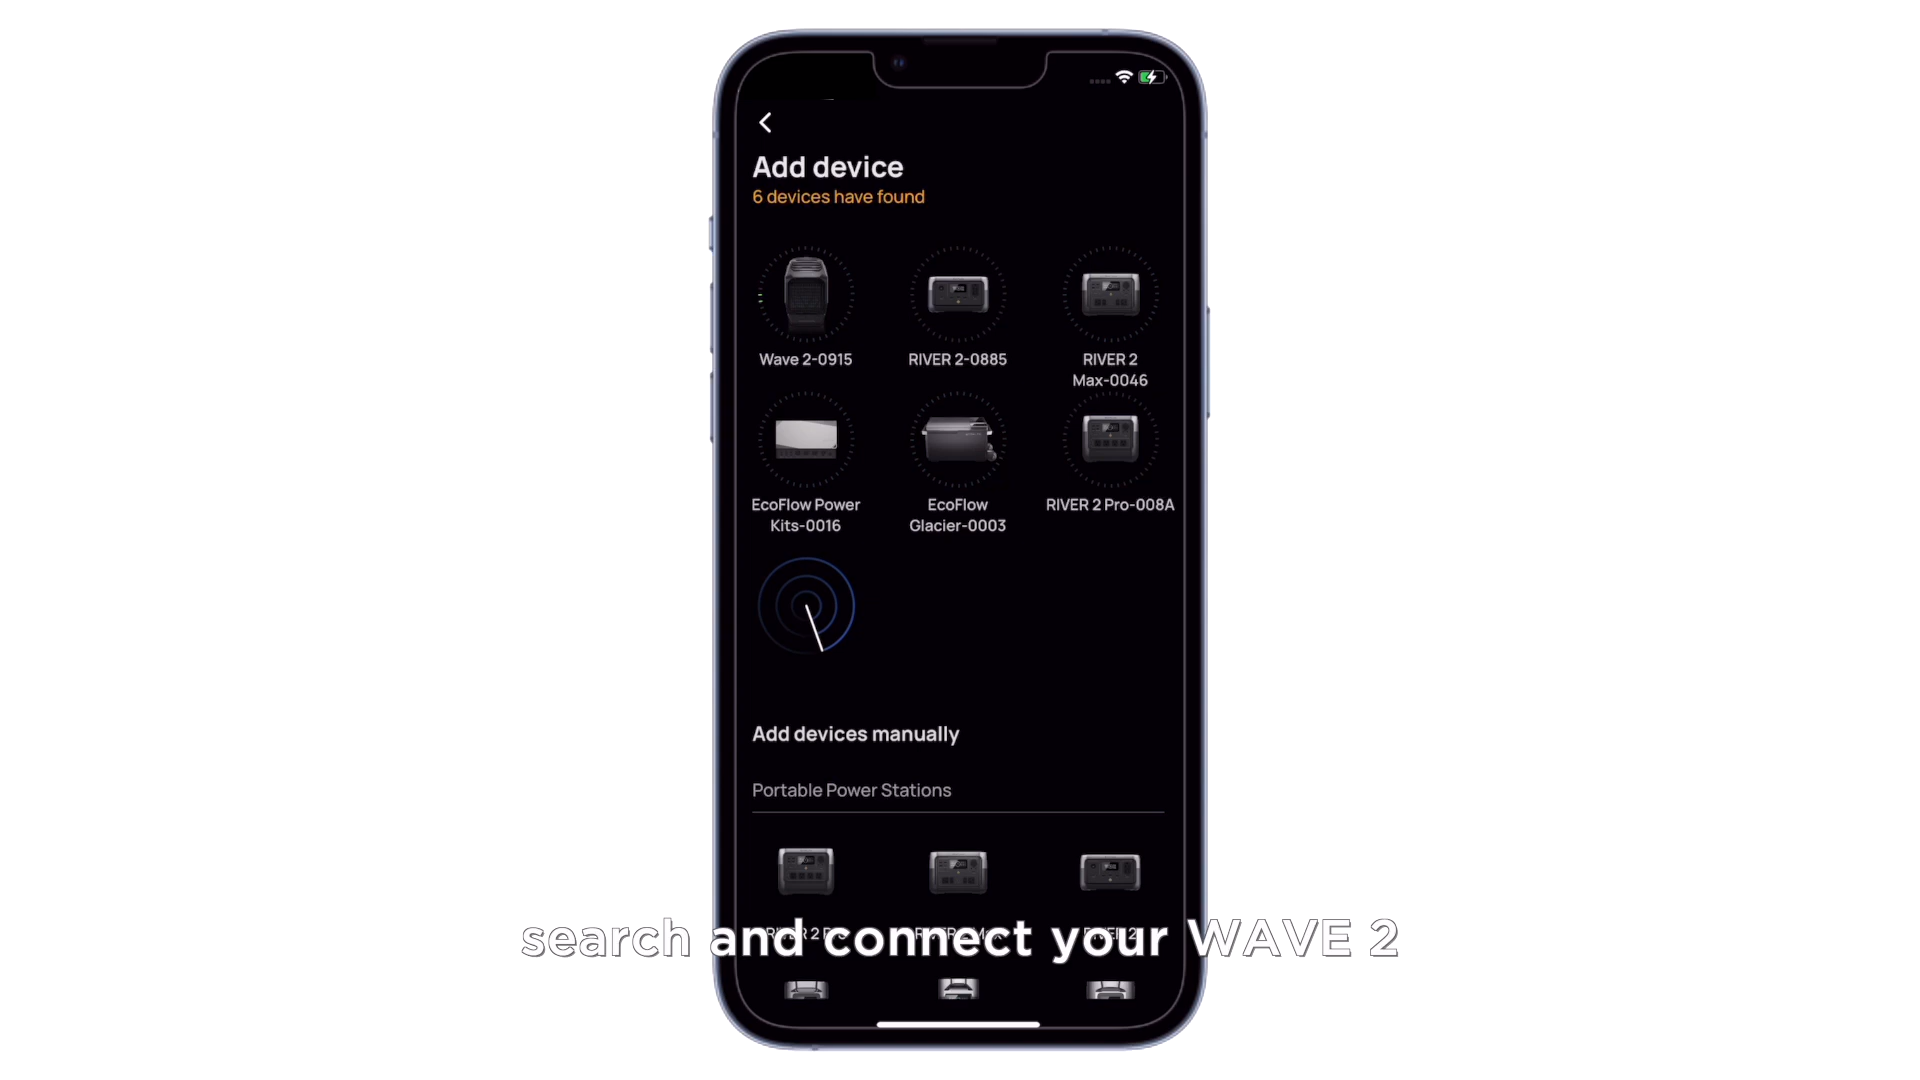 Add device
6 devices have found
Wave 2-0915
RIVER 2-0885
RIVER 2
Max-0046
EcoFlow Power
Kits-0016
EcoFlow
Glacier-0003
RIVER 2 Pro-008A
Add devices manually
Portable Power Stations
search and connect your WAVE 2